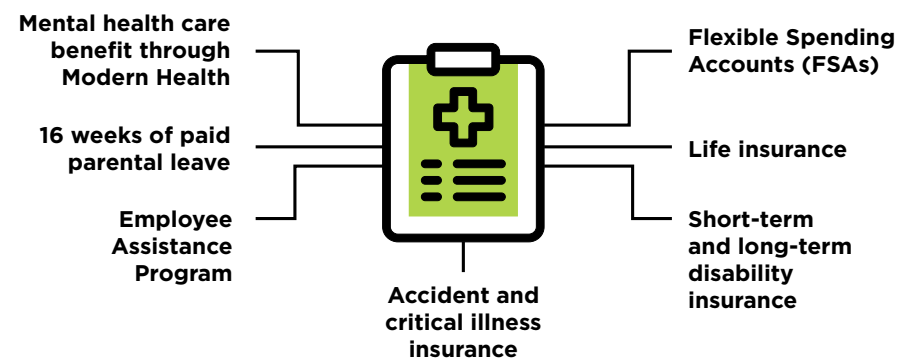 Mental health care
benefit through
Modern Health
16 weeks of paid
parental leave
Employee
Assistance
Program
Accident and
critical illness
insurance
Flexible Spending
Accounts (FSAs)
Life insurance
Short-term
and long-term
disability
insurance